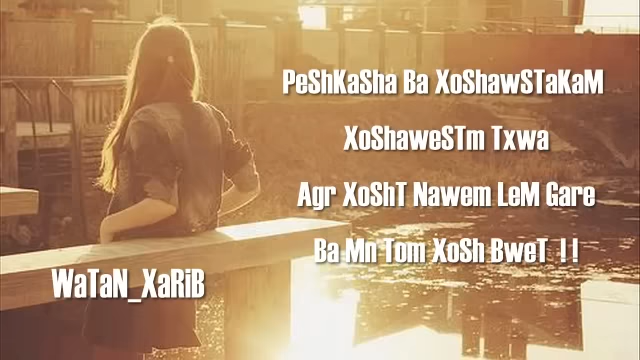 PeShKaSha Ba XoShawSTaKaM
XoShaweSTm Txwa
Agr XoShT Nawem LeM Gare
Ba Mn Tom XoSh BweT !!
WaTaN_XaRiB